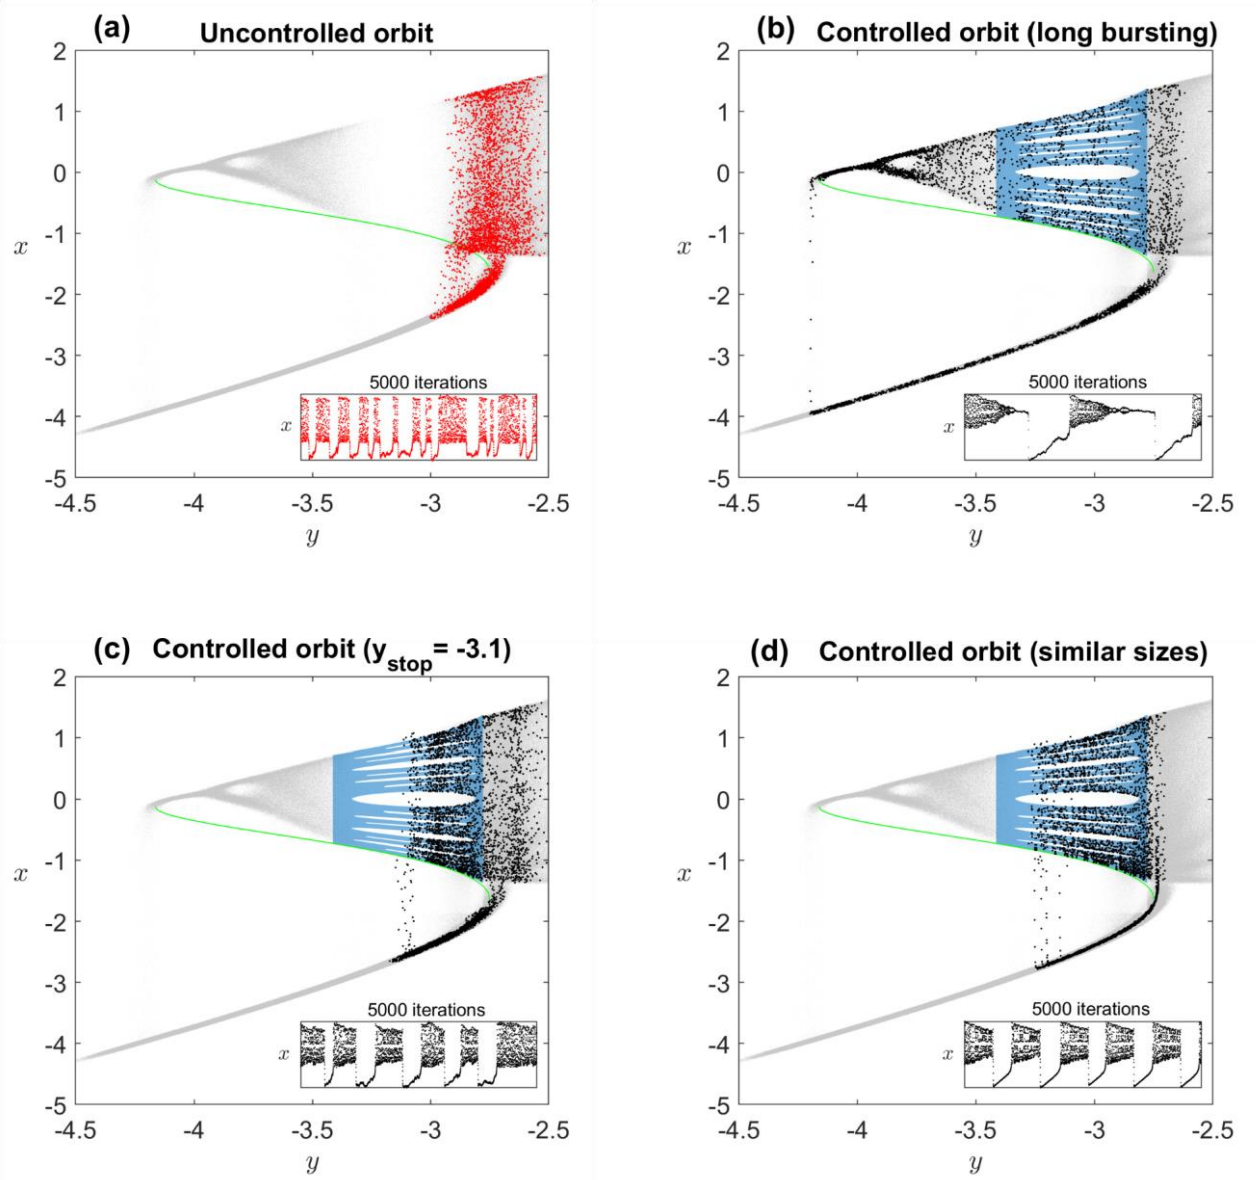 (a) Uncontrolled orbit
2
1
0
-1
-2
-3
-4
-5
x
5000 iterations
x
-4.5 -4 -3.5 -3 -2.5
y
(b) Controlled orbit (long bursting)
2
1
0
-1
-2
-3
-4
-5
x
5000 iterations
x
-4.5 -4 -3.5 -3 -2.5
y
(c) Controlled orbit (y_stop= -3.1)
2
1
0
-1
-2
-3
-4
-5
x
5000 iterations
x
-4.5 -4 -3.5 -3 -2.5
y
(d) Controlled orbit (similar sizes)
2
1
0
-1
-2
-3
-4
-5
x
5000 iterations
x
-4.5 -4 -3.5 -3 -2.5
y